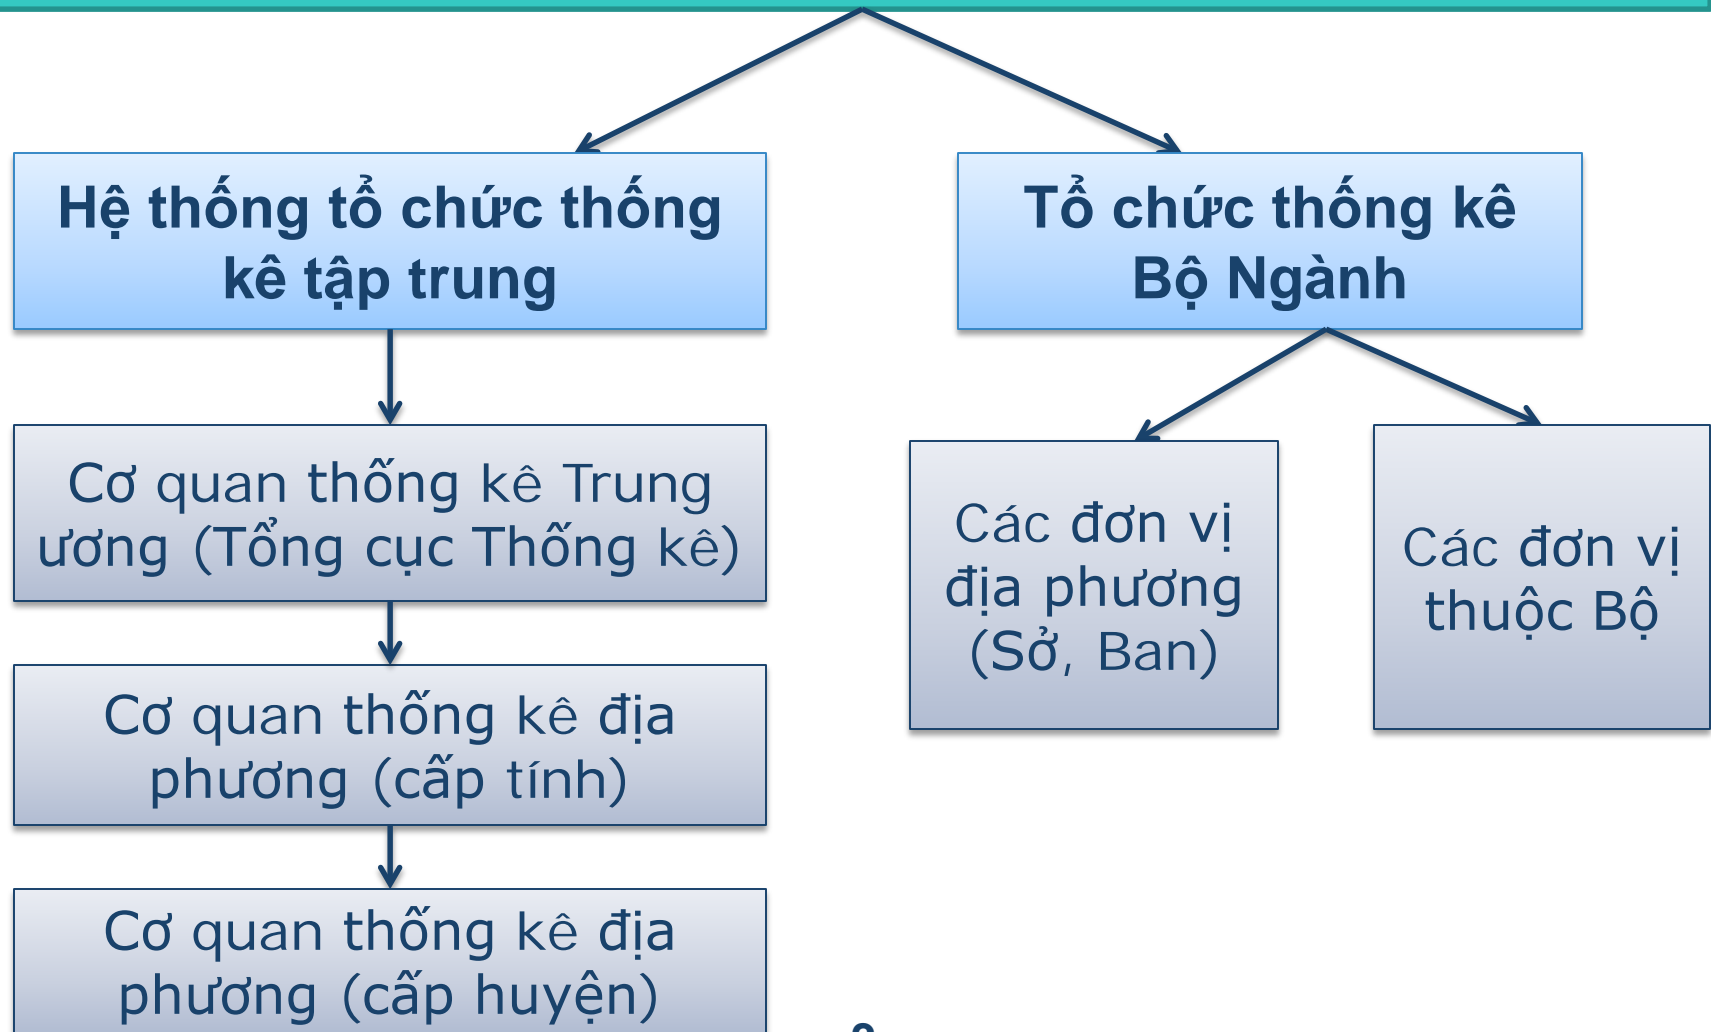 Hệ thống tổ chức thống
kê tập trung
Tổ chức thống kê
Bộ Ngành
Cơ quan thống kê Trung
ương (Tổng cục Thống kê)
Các đơn vị
địa phương
(Sở, Ban)
Các đơn vị
thuộc Bộ
Cơ quan thống kê địa
phương (cấp tính)
Cơ quan thống kê địa
phương (cấp huyện)